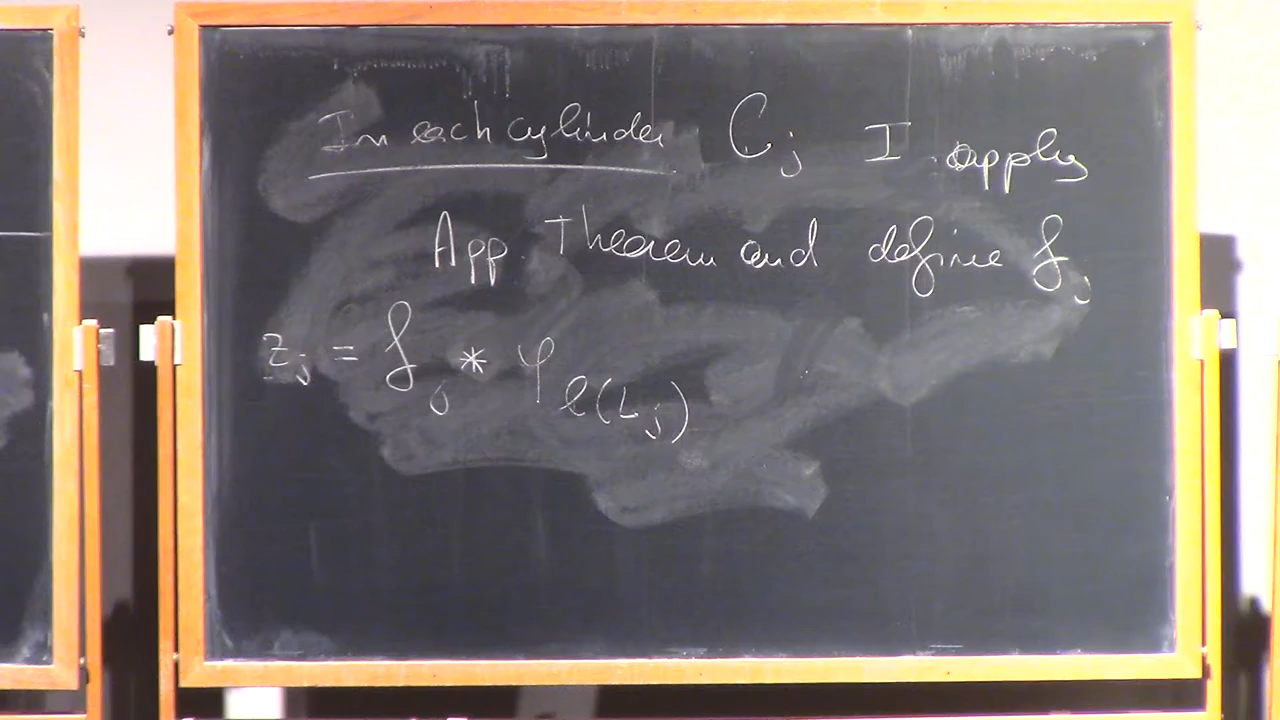 In each cylinder C_j I apply
App. Theorem and define f_j
z_j = f_j * φ_{ℓ(L_j)}